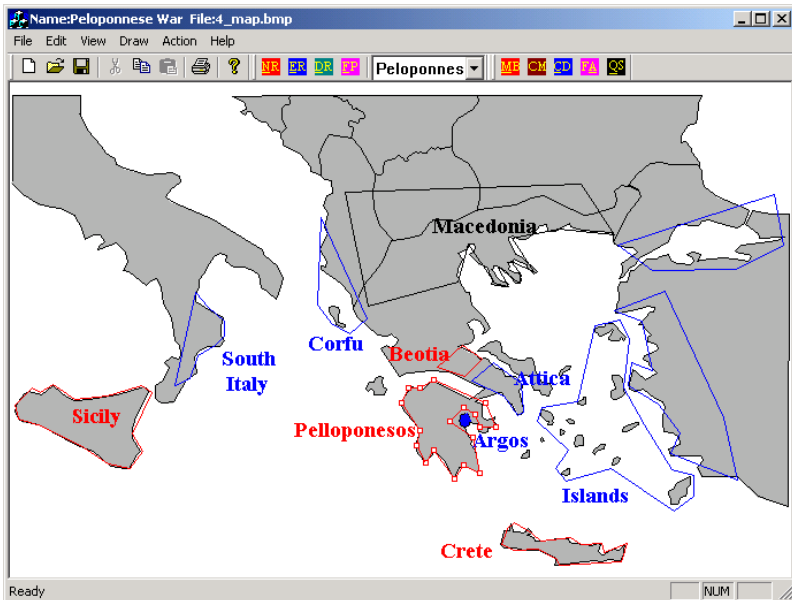 Name:Peloponnese War File:4_map.bmp
File Edit View Draw Action Help
NR ER DR FP Peloponnes MB CM CD FA QS
Macedonia
Corfu
South
Italy
Beotia
Attica
Sicily
Pelloponesos
Argos
Islands
Crete
Ready NUM